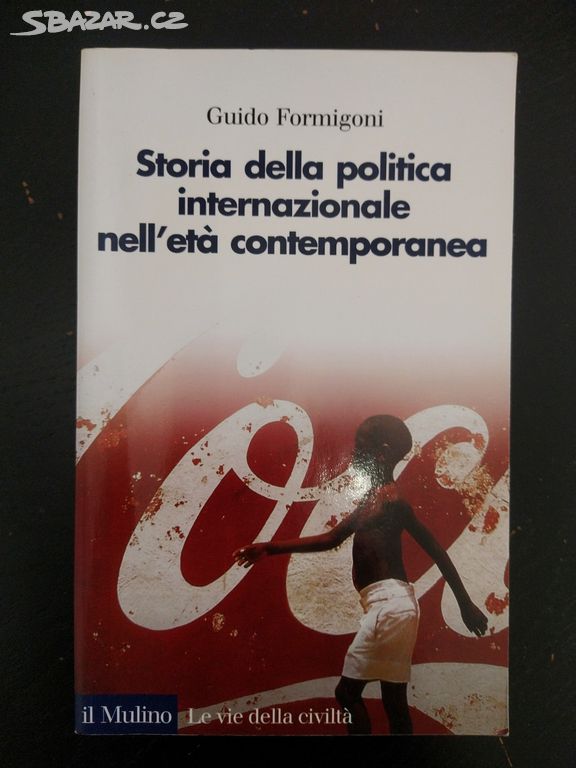 SBAZAR.CZ
Guido Formigoni
Storia della politica
internazionale
nell'età contemporanea
il Mulino Le vie della civiltà